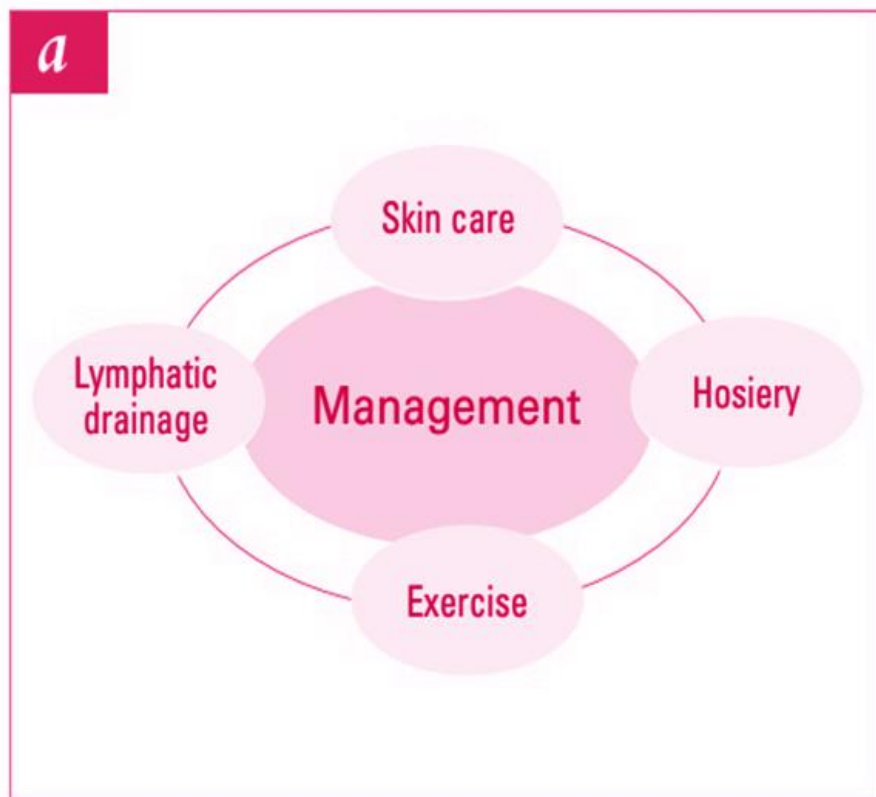 a
Skin care
Lymphatic
drainage
Management
Hosiery
Exercise